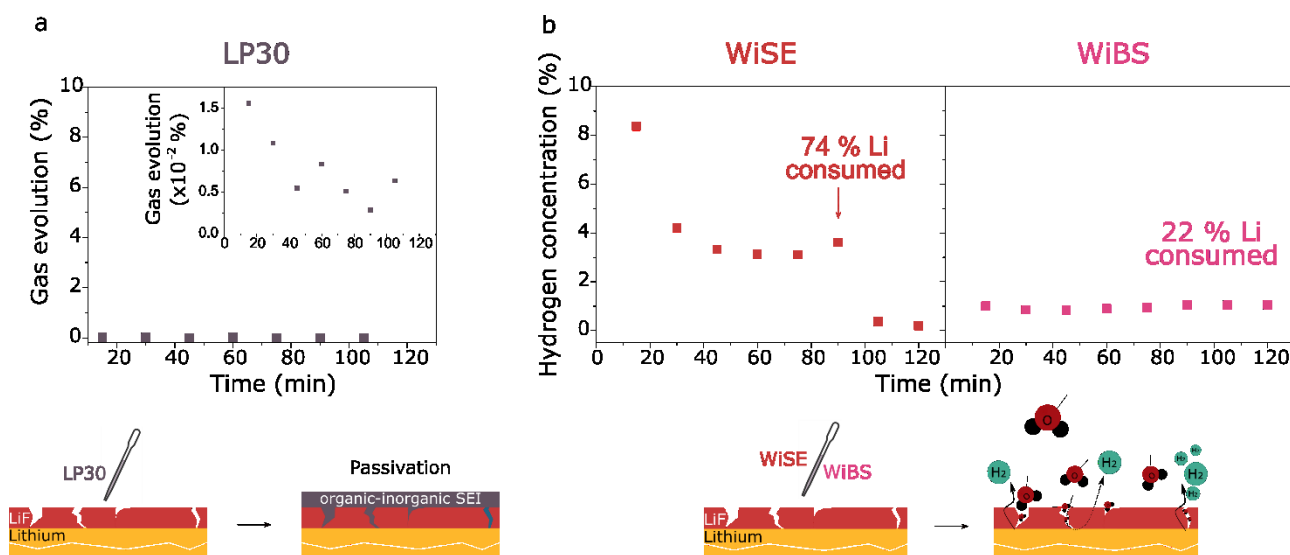 a
LP30
Gas evolution (%)
10
8
6
4
2
0
20
40
60
80
100
120
Time (min)
Gas evolution
(x10⁻² %)
1.5
1.0
0.5
0.0
0
20
40
60
80
100
120
b
WiSE
WiBS
Hydrogen concentration (%)
10
8
6
4
2
0
74 % Li
consumed
22 % Li
consumed
0
20
40
60
80
100
120
20
40
60
80
100
120
Time (min)
LP30
LiF
Lithium
Passivation
organic-inorganic SEI
Lithium
WiSE
WiBS
LiF
Lithium
O
H₂
H₂
H₂
H₂
H₂
O
O
O
O
Lithium